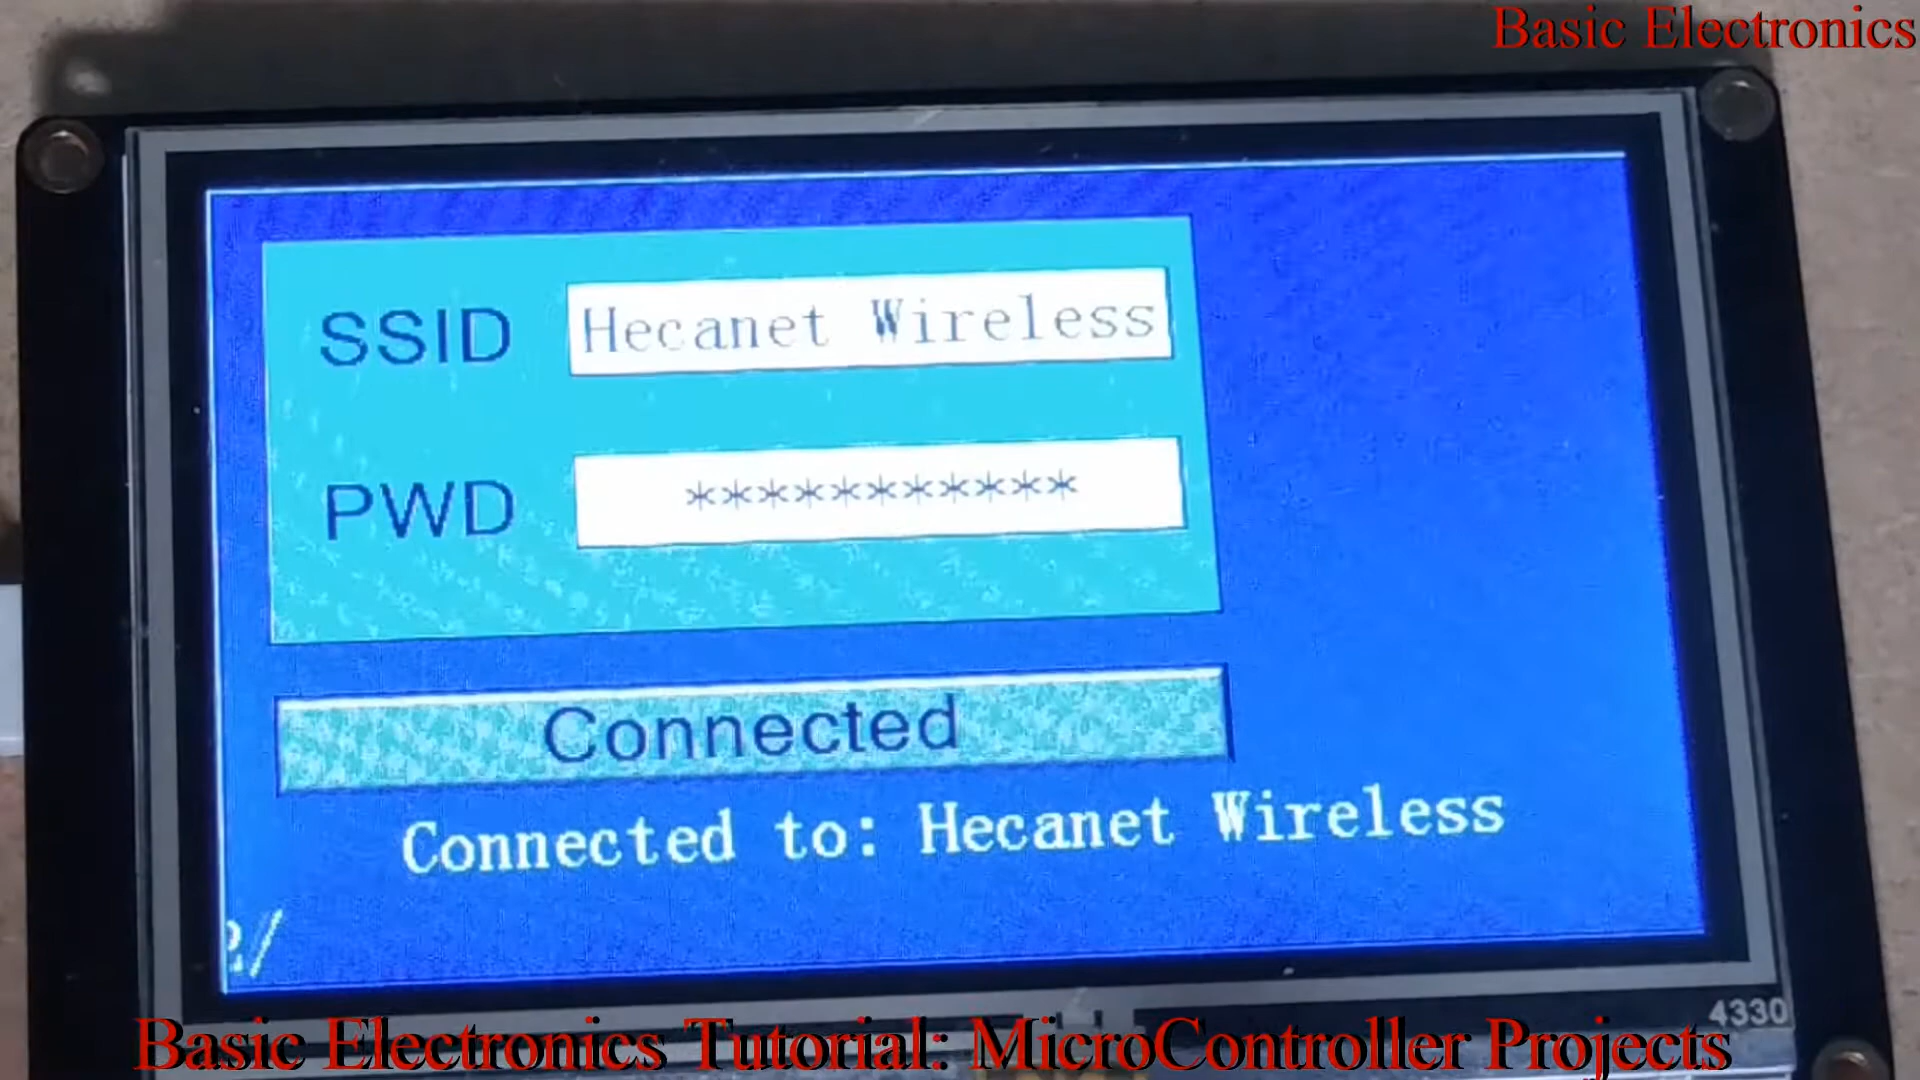 Basic Electronics
SSID Hecanet Wireless
PWD ***********
Connected
Connected to: Hecanet Wireless
4330
Basic Electronics Tutorial: MicroController Projects